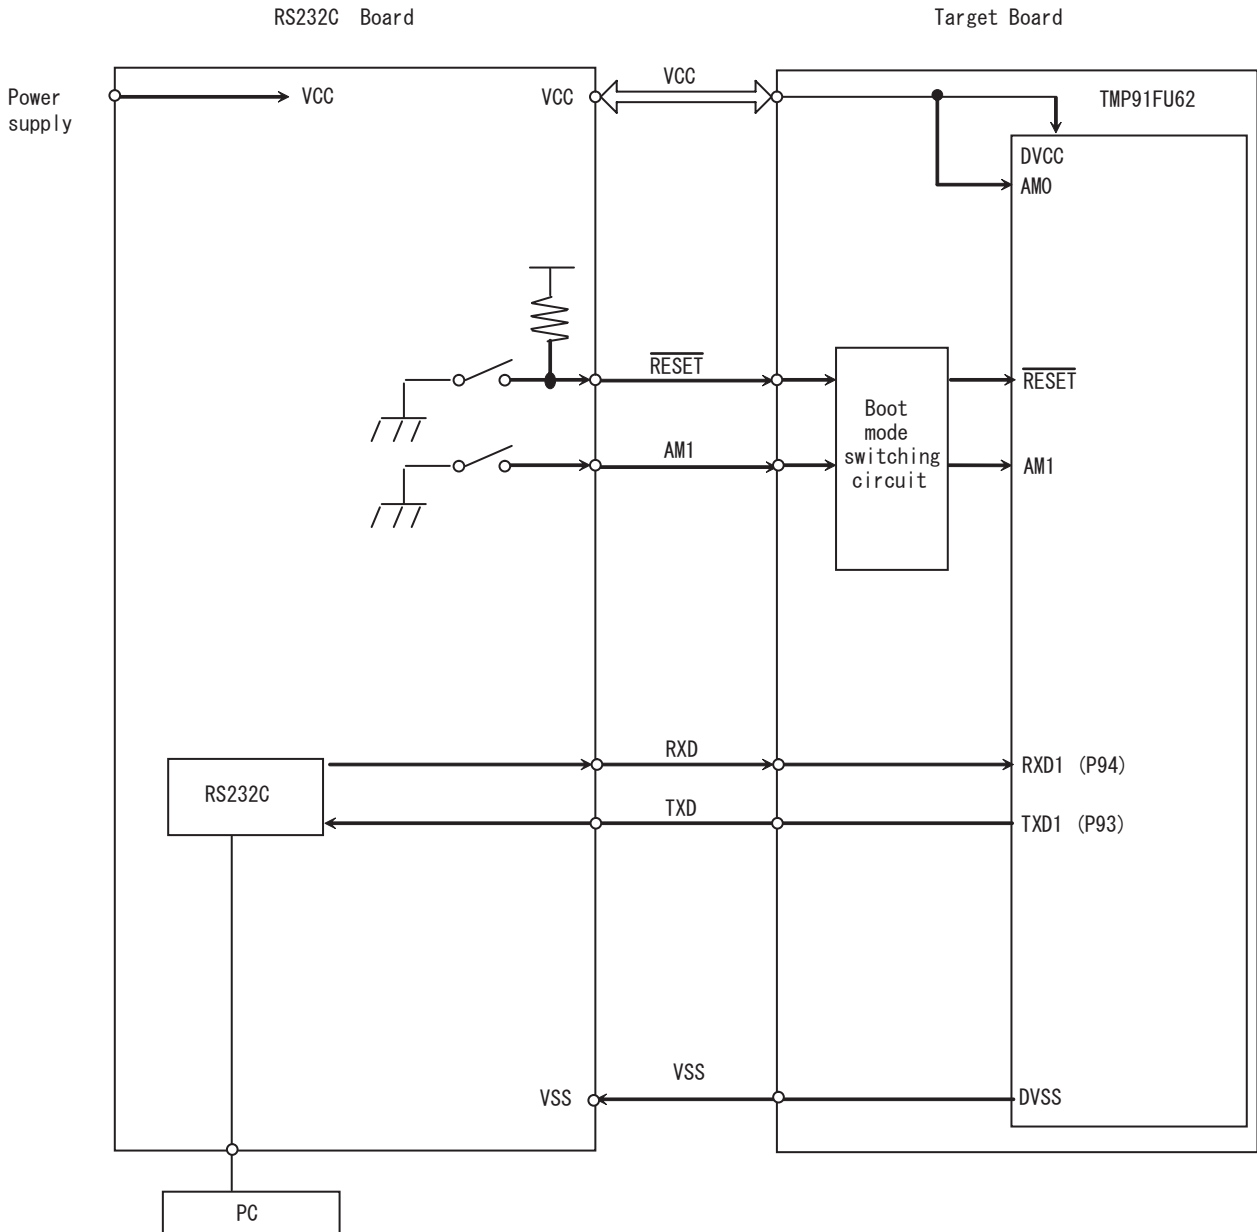 RS232C Board
Target Board
Power
supply
VCC
VCC
VCC
TMP91FU62
DVCC
AM0
RESET
RESET
Boot
mode
switching
circuit
AM1
AM1
RXD
RXD1 (P94)
RS232C
TXD
TXD1 (P93)
VSS
VSS
DVSS
PC